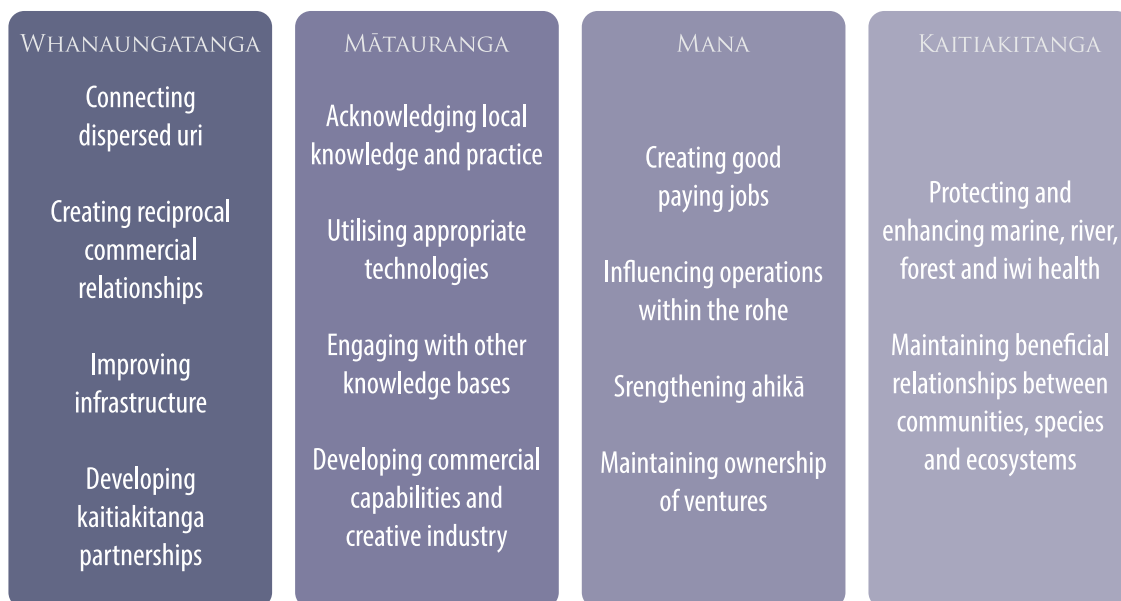 WHANAUNGATANGA
Connecting
dispersed uri
Creating reciprocal
commercial
relationships
Improving
infrastructure
Developing
kaitiakitanga
partnerships
MĀTAURANGA
Acknowledging local
knowledge and practice
Utilising appropriate
technologies
Engaging with other
knowledge bases
Developing commercial
capabilities and
creative industry
MANA
Creating good
paying jobs
Influencing operations
within the rohe
Srengthening ahikā
Maintaining ownership
of ventures
KAITIAKITANGA
Protecting and
enhancing marine, river,
forest and iwi health
Maintaining beneficial
relationships between
communities, species
and ecosystems